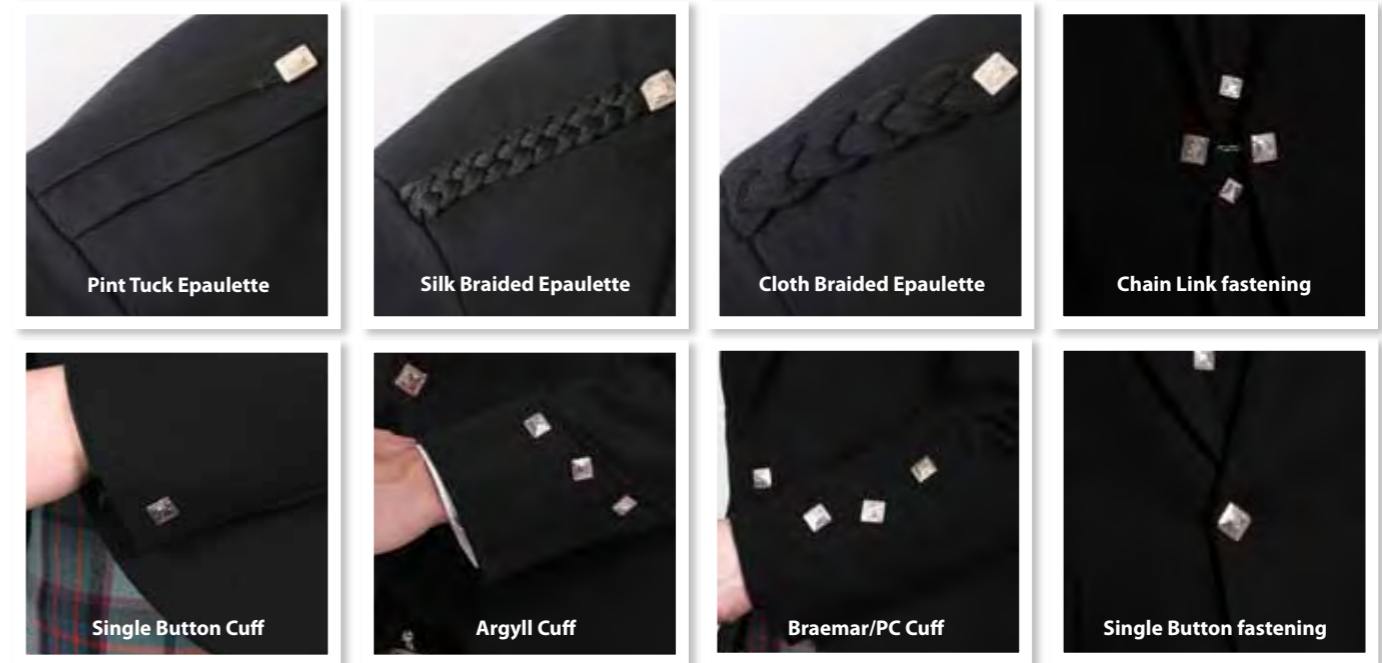 Pint Tuck Epaulette
Silk Braided Epaulette
Cloth Braided Epaulette
Chain Link fastening
Single Button Cuff
Argyll Cuff
Braemar/PC Cuff
Single Button fastening